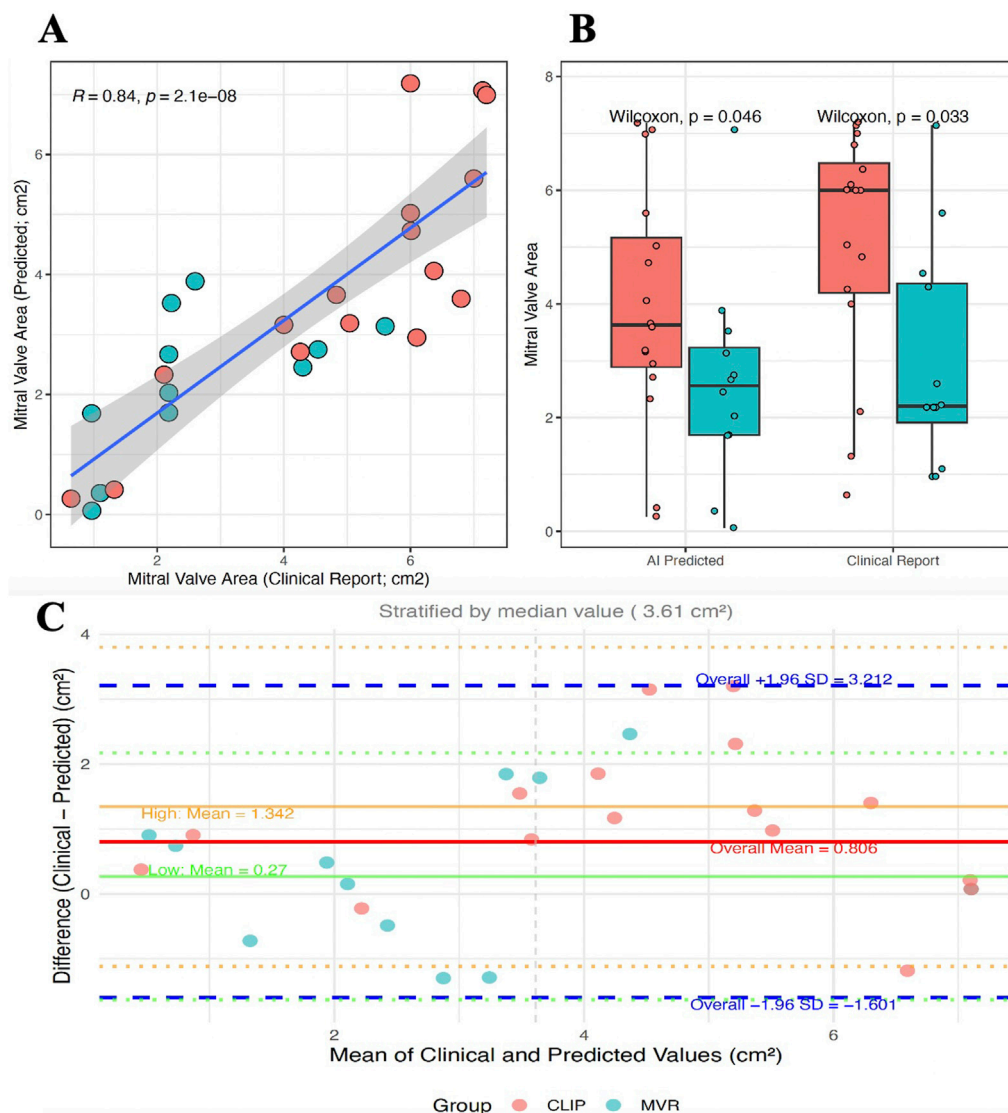 A
B
R = 0.84, p = 2.1e−08
Mitral Valve Area (Predicted; cm2)
6
4
2
0
2
4
6
Mitral Valve Area (Clinical Report; cm2)
Wilcoxon, p = 0.046
Wilcoxon, p = 0.033
Mitral Valve Area
8
6
4
2
0
AI Predicted
Clinical Report
C
Stratified by median value ( 3.61 cm²)
Difference (Clinical − Predicted) (cm²)
4
2
0
Overall +1.96 SD = 3.212
High: Mean = 1.342
Overall Mean = 0.806
Low: Mean = 0.27
Overall −1.96 SD = −1.601
2
4
6
Mean of Clinical and Predicted Values (cm²)
Group CLIP MVR